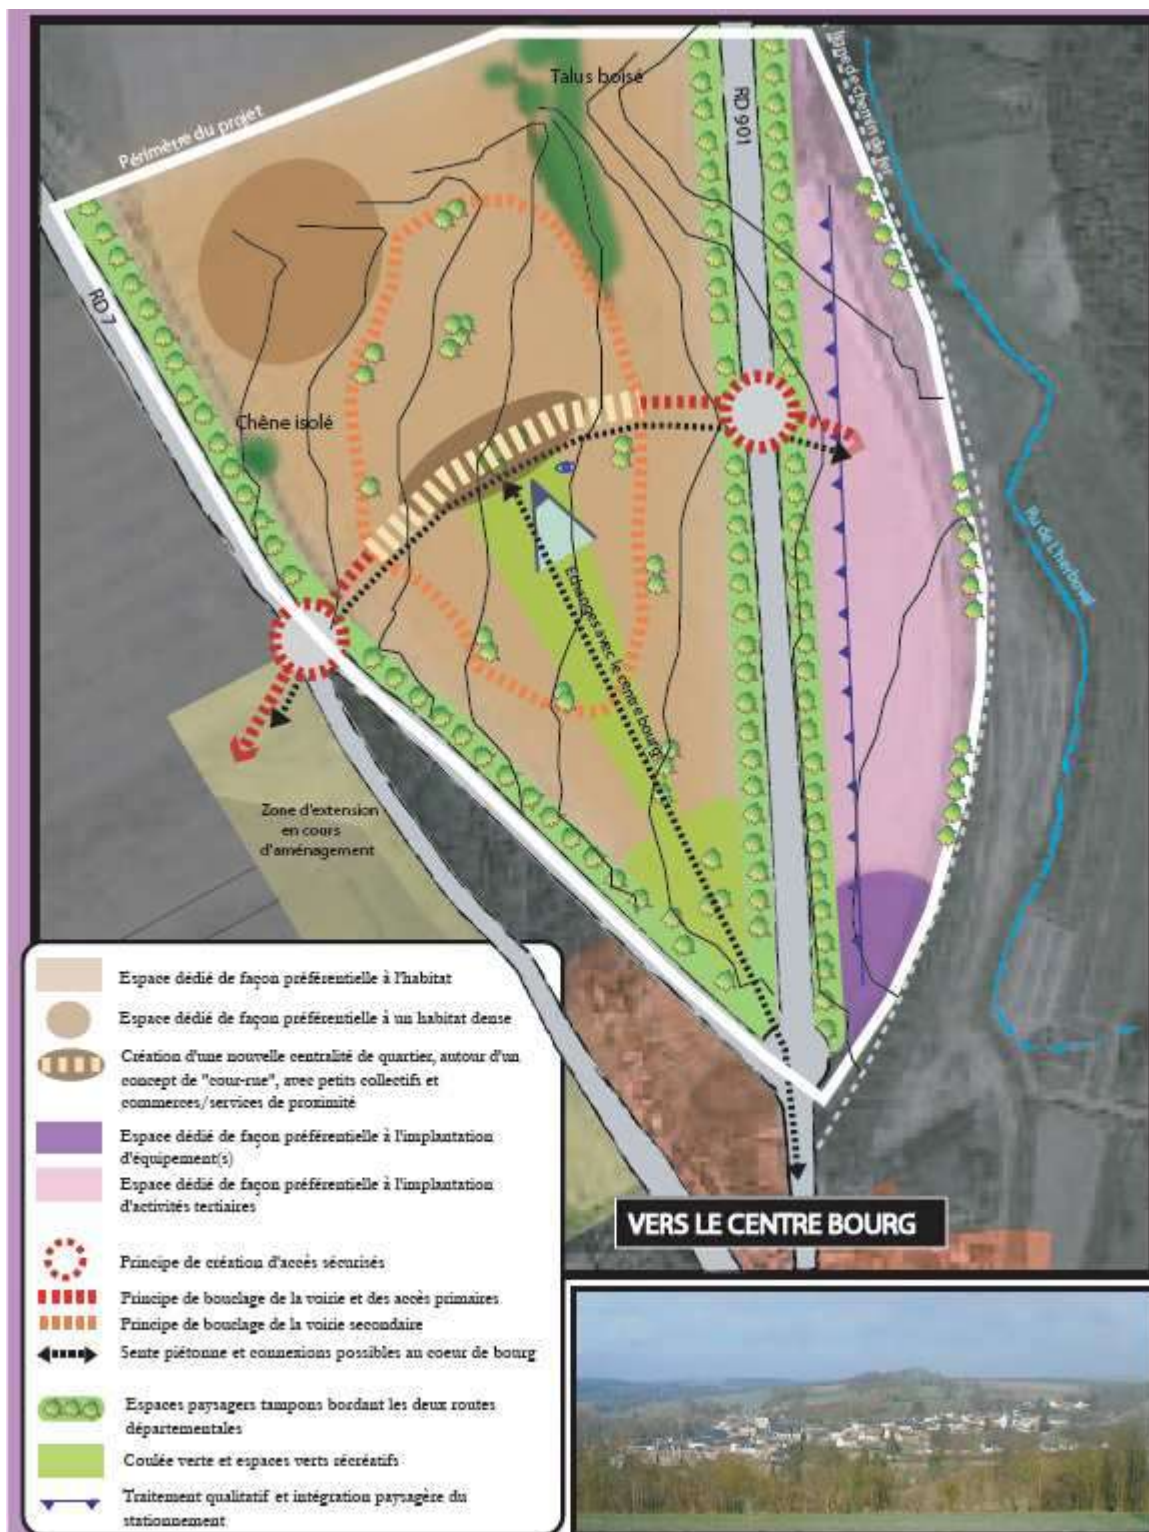 Talus boisé
Ligne de chemin de fer
RD 901
Périmètre du projet
RD 7
Chêne isolé
Ru de L'herboval
Echanges avec le centre bourg
Zone d'extension
en cours
d'aménagement
VERS LE CENTRE BOURG
Espace dédié de façon préférentielle à l'habitat
Espace dédié de façon préférentielle à un habitat dense
Création d'une nouvelle centralité de quartier, autour d'un
concept de "cour-rue", avec petits collectifs et
commerces/services de proximité
Espace dédié de façon préférentielle à l'implantation
d'équipement(s)
Espace dédié de façon préférentielle à l'implantation
d'activités tertiaires
Principe de création d'accès sécurisés
Principe de bouclage de la voirie et des accès primaires
Principe de bouclage de la voirie secondaire
Sente piétonne et connexions possibles au coeur de bourg
Espaces paysagers tampons bordant les deux routes
départementales
Coulée verte et espaces verts récréatifs
Traitement qualitatif et intégration paysagère du
stationnement